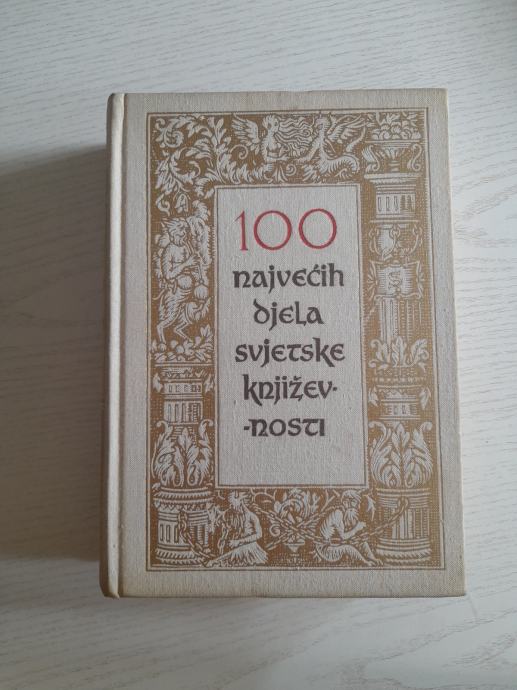 100
najvećih
djela
svjetske
književ-
-nosti